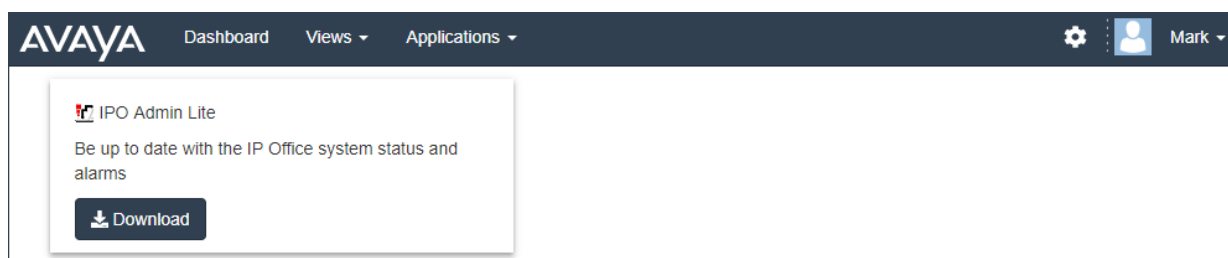 AVAYA Dashboard Views Applications Mark
IPO Admin Lite
Be up to date with the IP Office system status and
alarms
Download